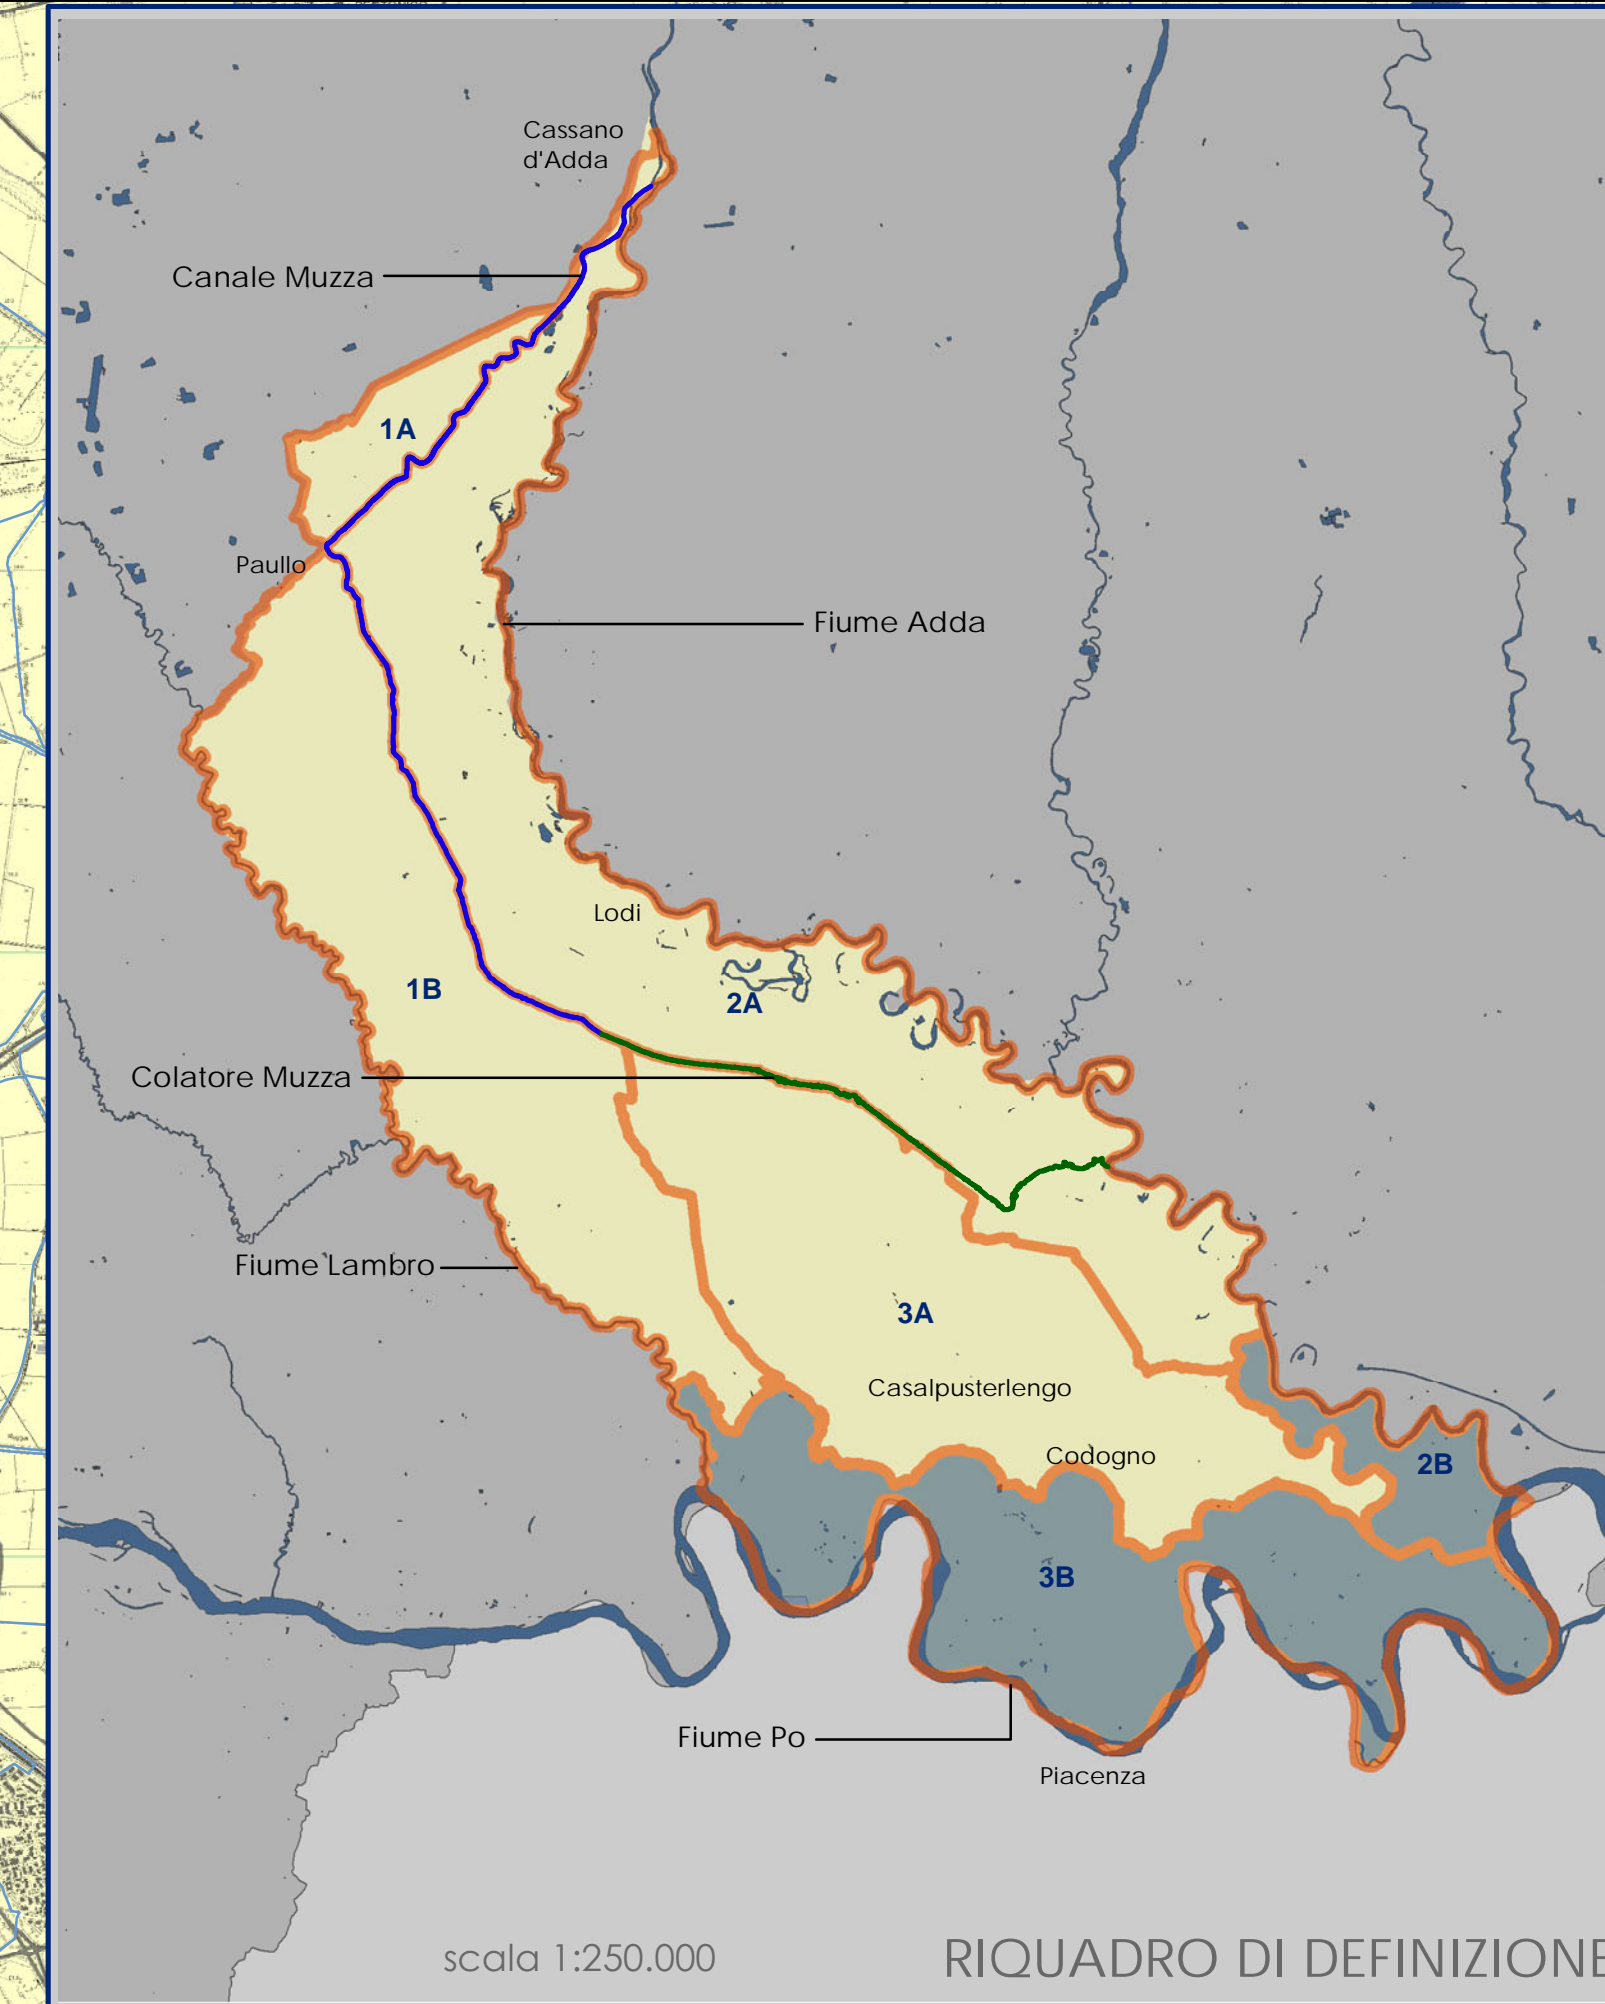 Cassano
d'Adda
Canale Muzza
1A
Paullo
Fiume Adda
Lodi
1B
2A
Colatore Muzza
Fiume Lambro
3A
Casalpusterlengo
Codogno
2B
3B
Fiume Po
Piacenza
scala 1:250.000
RIQUADRO DI DEFINIZIONE